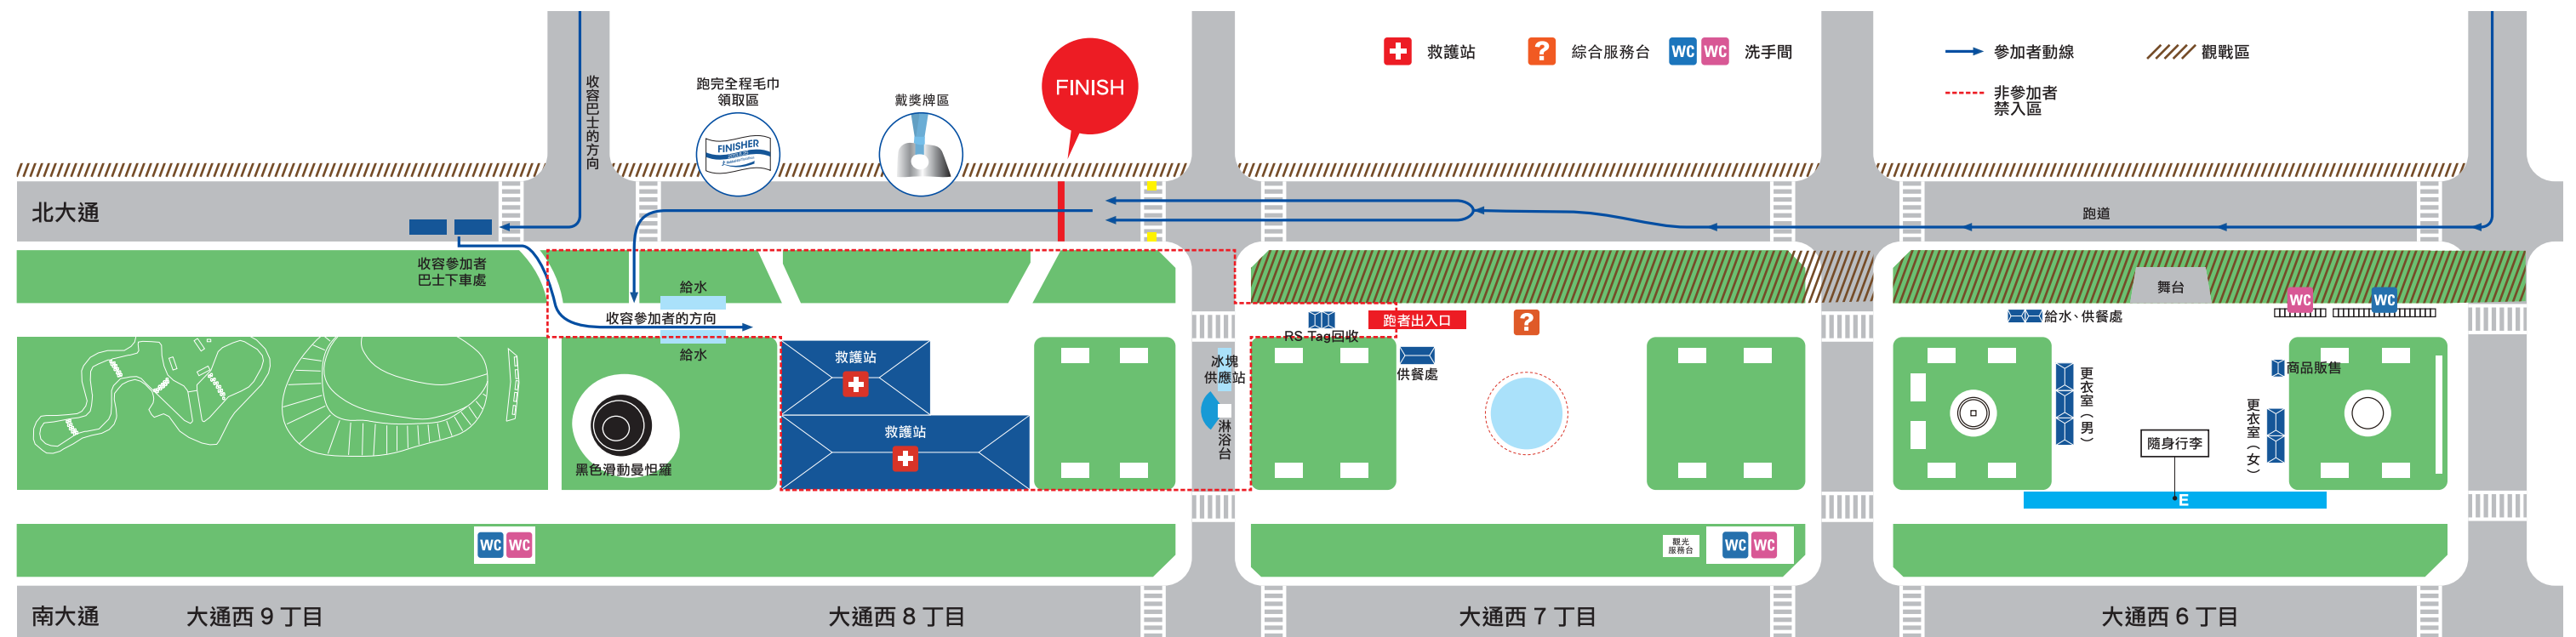 FINISH
救護站
?
綜合服務台
WC
WC
洗手間
參加者動線
觀戰區
非參加者
禁入區
收容巴士的方向
跑完全程毛巾
領取區
FINISHER
戴獎牌區
北大通
跑道
收容參加者
巴士下車處
給水
收容參加者的方向
給水
RS Tag回收
跑者出入口
?
舞台
WC
WC
給水、供餐處
冰塊
供應站
淋浴台
供餐處
救護站
救護站
黑色滑動曼怛羅
更衣室（男）
商品販售
更衣室（女）
隨身行李
E
WC
WC
觀光
服務台
WC
WC
南大通
大通西 9 丁目
大通西 8 丁目
大通西 7 丁目
大通西 6 丁目